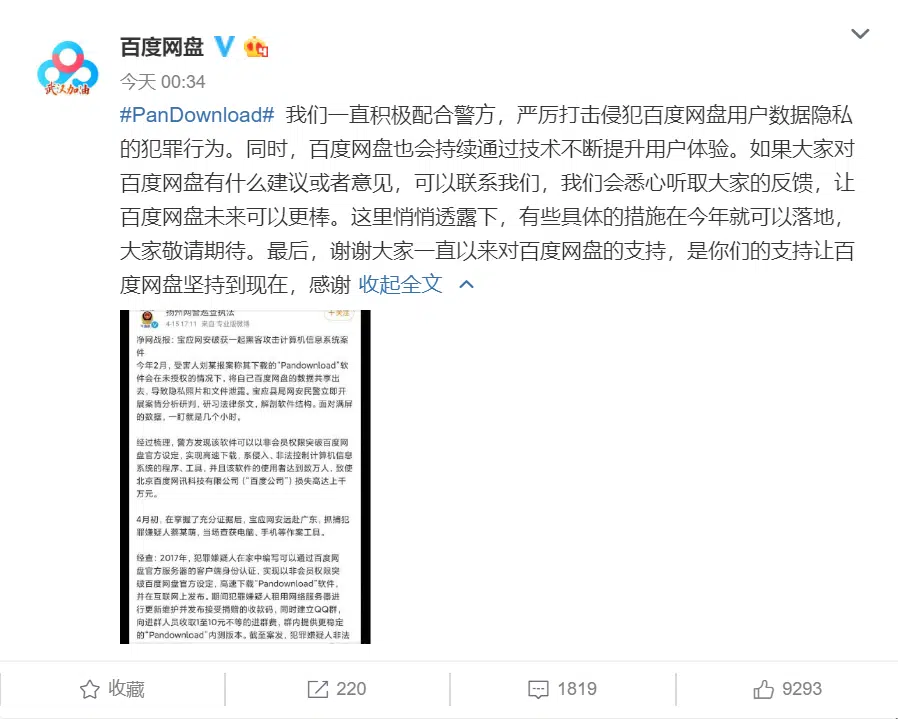 百度网盘
今天 00:34
#PanDownload# 我们一直积极配合警方，严厉打击侵犯百度网盘用户数据隐私
的犯罪行为。同时，百度网盘也会持续通过技术不断提升用户体验。如果大家对
百度网盘有什么建议或者意见，可以联系我们，我们会悉心听取大家的反馈，让
百度网盘未来可以更棒。这里悄悄透露下，有些具体的措施在今年就可以落地，
大家敬请期待。最后，谢谢大家一直以来对百度网盘的支持，是你们的支持让百
度网盘坚持到现在，感谢 收起全文
武汉加油
扬州网警巡查执法
+关注
4-15 17:11 来自 专业版微博
净网战报：宝应网安破获一起黑客攻击计算机信息系统案
件
今年2月，受害人刘某报案称其下载的“Pandownload”软
件会在未授权的情况下，将自己百度网盘的数据共享出
去，导致隐私照片和文件泄露。宝应县局网安民警立即开
展案情分析研判，研习法律条文，解剖软件结构。面对满屏
的数据，一盯就是几个小时。
经过梳理，警方发现该软件可以以非会员权限突破百度网
盘官方设定，实现高速下载，系侵入、非法控制计算机信息
系统的程序、工具，并且该软件的使用者达到数万人，致使
北京百度网讯科技有限公司（“百度公司”）损失高达上千
万元。
4月初，在掌握了充分证据后，宝应网安远赴广东，抓捕犯
罪嫌疑人蔡某萌，当场查获电脑、手机等作案工具。
经查：2017年，犯罪嫌疑人在家中编写可以通过百度网
盘官方服务器的客户端身份认证，实现以非会员权限突
破百度网盘官方设定，高速下载“Pandownload”软件，
并在互联网上发布。期间犯罪嫌疑人租用网络服务器进
行更新维护并发布接受捐赠的收款码，同时建立QQ群，
向进群人员收取1至10元不等的进群费，群内提供更稳定
的“Pandownload”内测版本。截至案发，犯罪嫌疑人非法
收藏
220
1819
9293